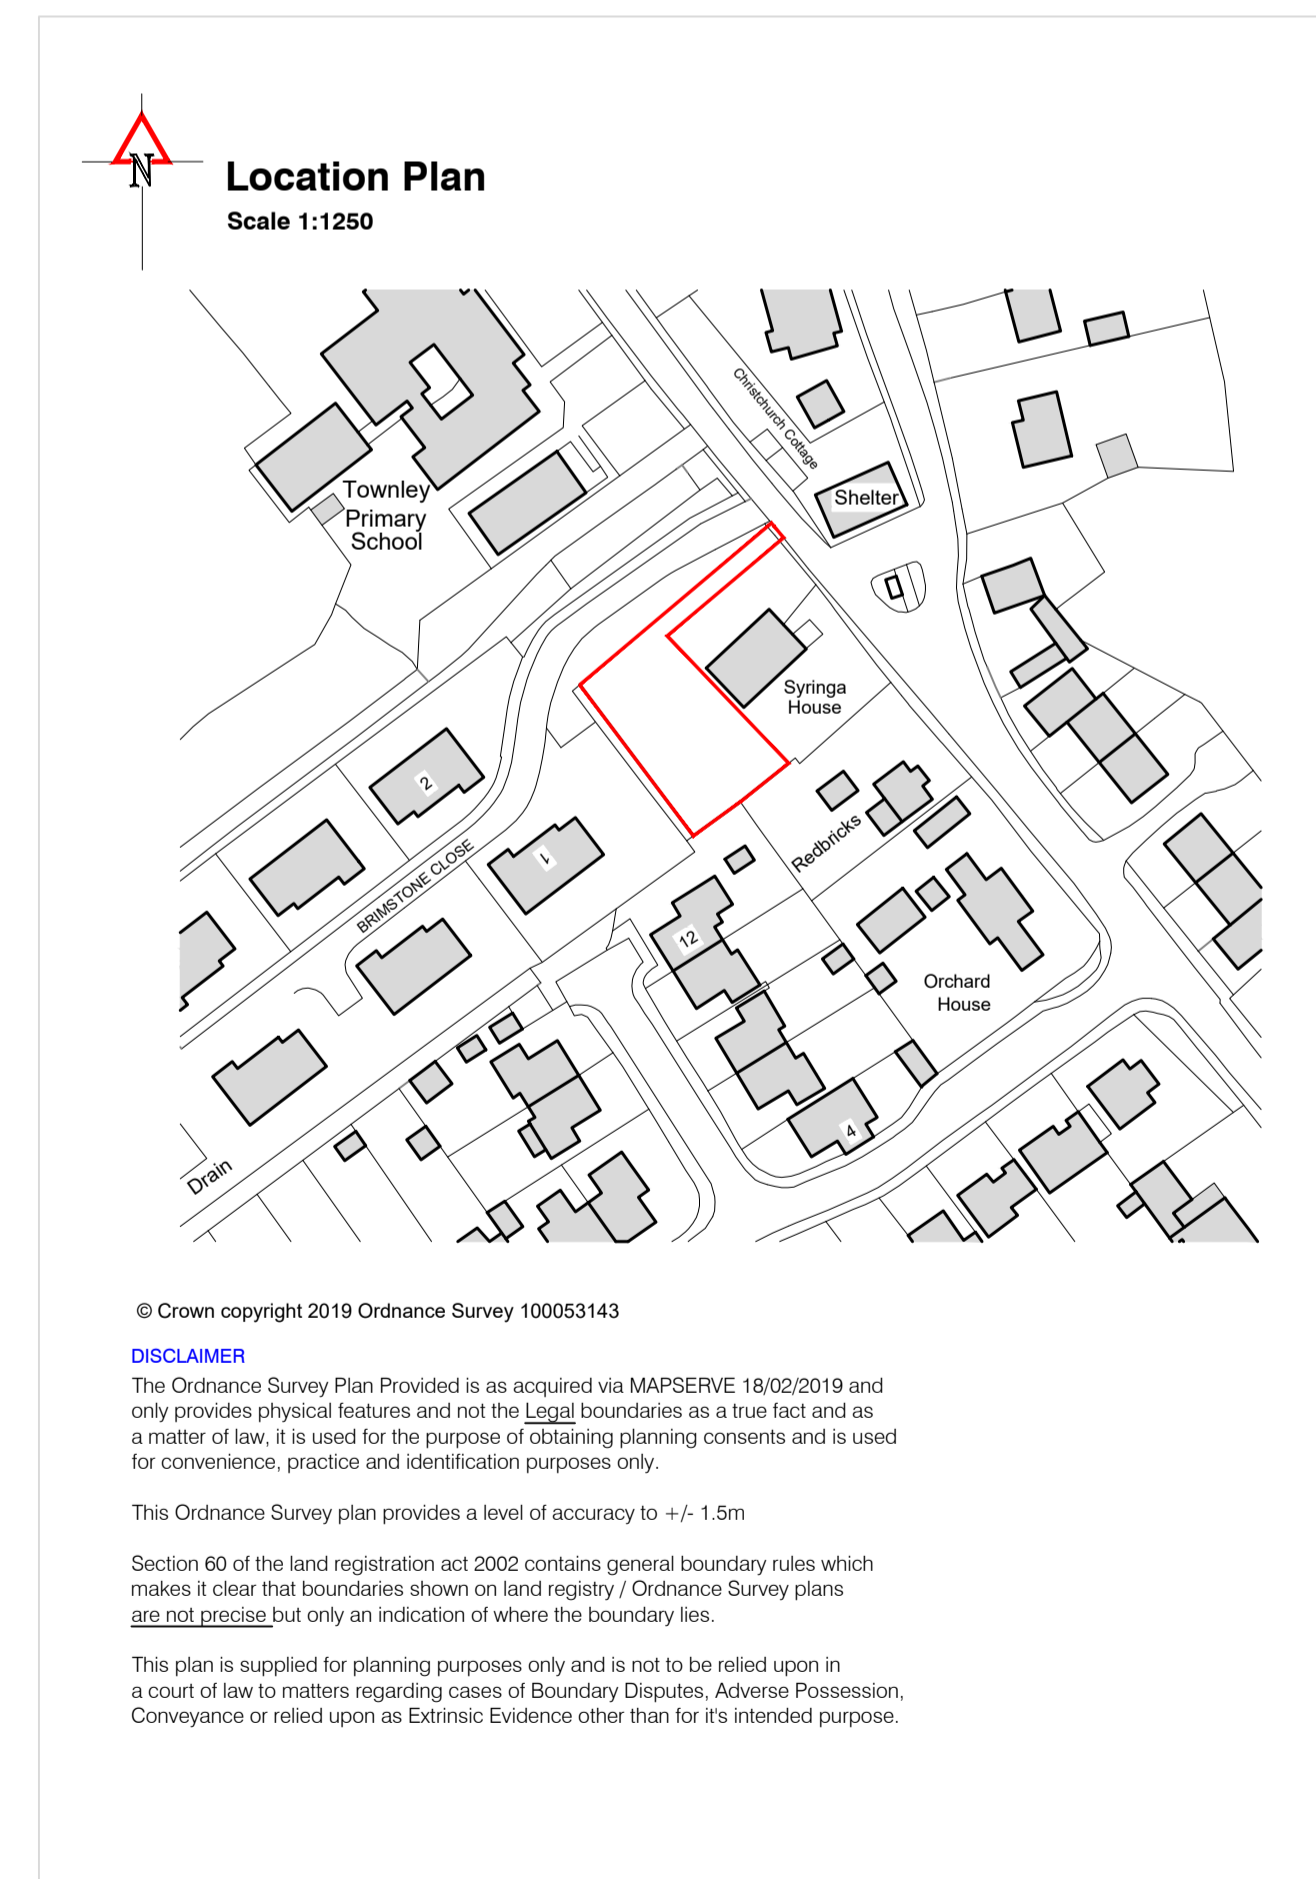 N
Location Plan
Scale 1:1250
Christchurch Cottage
Shelter
Townley
Primary
School
Syringa
House
2
1
BRIMSTONE CLOSE
Redbricks
12
Orchard
House
4
Drain
© Crown copyright 2019 Ordnance Survey 100053143
DISCLAIMER
The Ordnance Survey Plan Provided is as acquired via MAPSERVE 18/02/2019 and
only provides physical features and not the Legal boundaries as a true fact and as
a matter of law, it is used for the purpose of obtaining planning consents and is used
for convenience, practice and identification purposes only.
This Ordnance Survey plan provides a level of accuracy to +/- 1.5m
Section 60 of the land registration act 2002 contains general boundary rules which
makes it clear that boundaries shown on land registry / Ordnance Survey plans
are not precise but only an indication of where the boundary lies.
This plan is supplied for planning purposes only and is not to be relied upon in
a court of law to matters regarding cases of Boundary Disputes, Adverse Possession,
Conveyance or relied upon as Extrinsic Evidence other than for it's intended purpose.